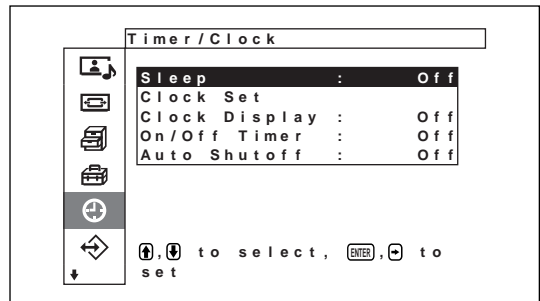 Timer/Clock
Sleep : Off
Clock Set
Clock Display : Off
On/Off Timer : Off
Auto Shutoff : Off
↑,↓ to select, ENTER,→ to
set